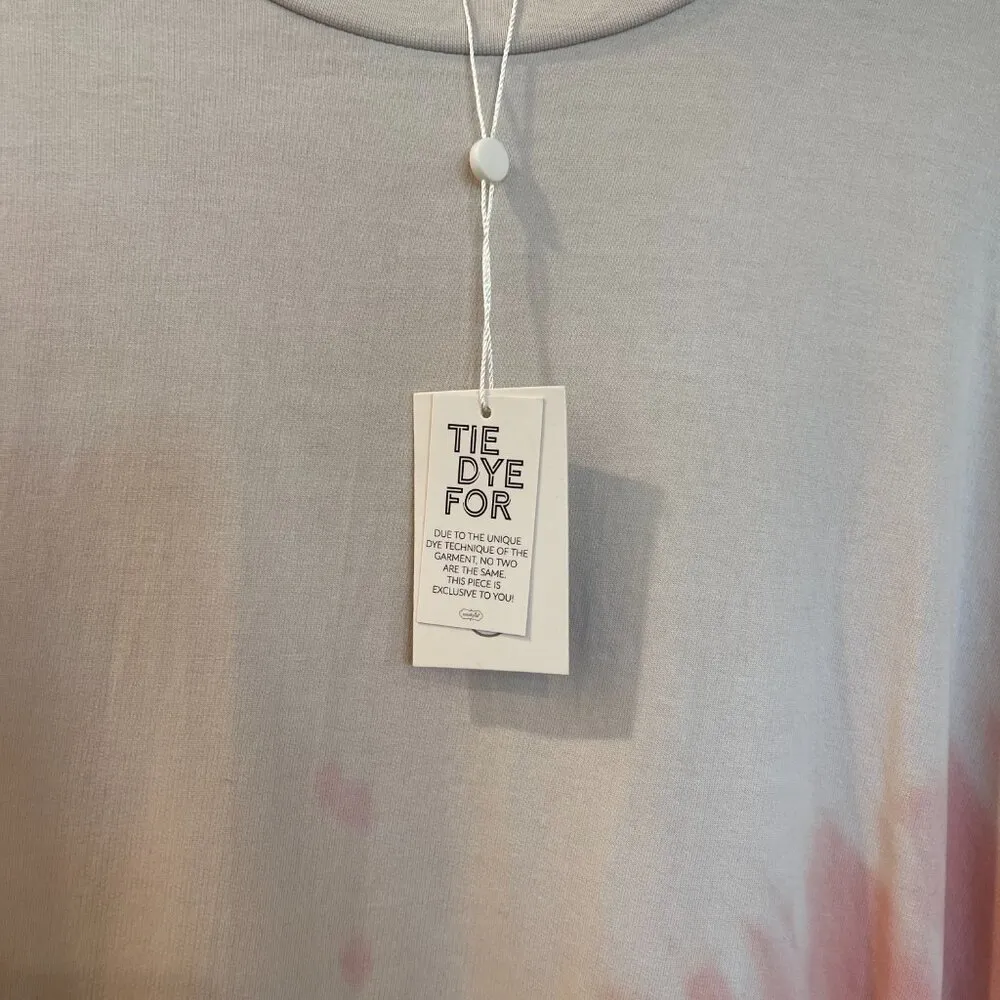 TIE
DYE
FOR
DUE TO THE UNIQUE
DYE TECHNIQUE OF THE
GARMENT, NO TWO
ARE THE SAME.
THIS PIECE IS
EXCLUSIVE TO YOU!